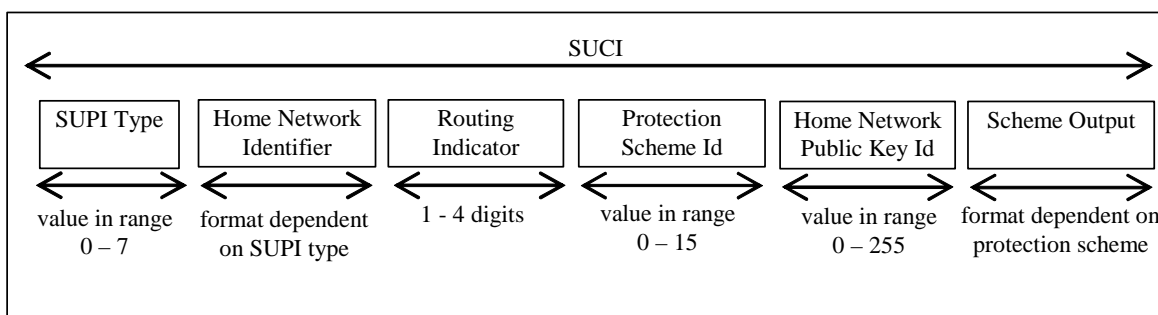 SUCI
SUPI Type
Home Network
Identifier
Routing
Indicator
Protection
Scheme Id
Home Network
Public Key Id
Scheme Output
value in range
0 – 7
format dependent
on SUPI type
1 - 4 digits
value in range
0 – 15
value in range
0 – 255
format dependent on
protection scheme